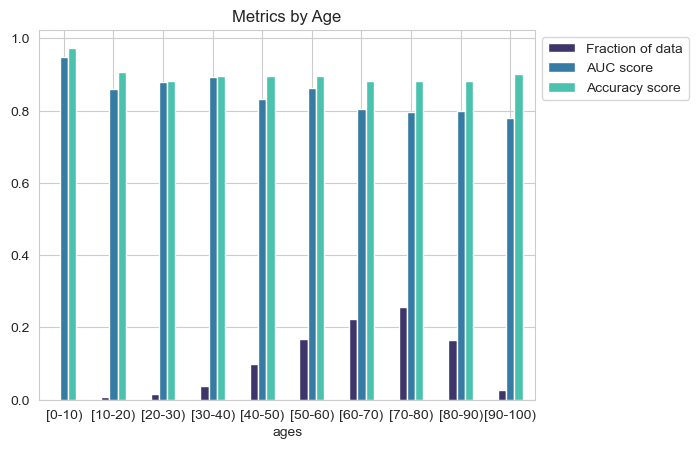 Metrics by Age
1.0
0.8
0.6
0.4
0.2
0.0
[0-10) [10-20) [20-30) [30-40) [40-50) [50-60) [60-70) [70-80) [80-90) [90-100)
ages
Fraction of data
AUC score
Accuracy score